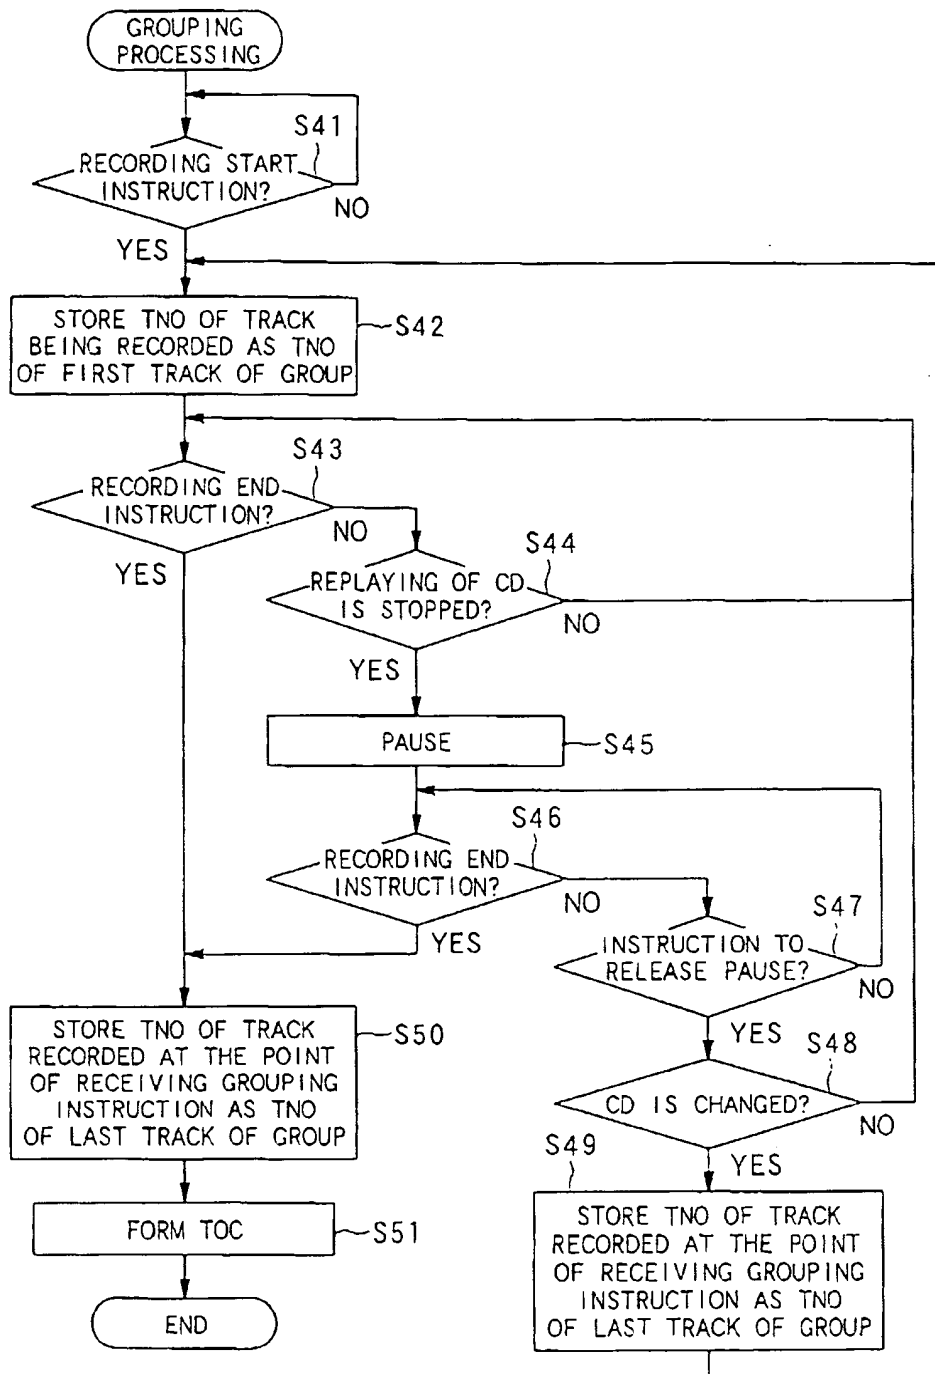 GROUPING
PROCESSING
S41
RECORDING START
INSTRUCTION?
NO
YES
STORE TNO OF TRACK
BEING RECORDED AS TNO
OF FIRST TRACK OF GROUP
S42
S43
RECORDING END
INSTRUCTION?
NO
YES
S44
REPLAYING OF CD
IS STOPPED?
NO
YES
PAUSE
S45
S46
RECORDING END
INSTRUCTION?
NO
YES
S47
INSTRUCTION TO
RELEASE PAUSE?
NO
YES
S48
CD IS CHANGED?
NO
YES
S49
STORE TNO OF TRACK
RECORDED AT THE POINT
OF RECEIVING GROUPING
INSTRUCTION AS TNO
OF LAST TRACK OF GROUP
STORE TNO OF TRACK
RECORDED AT THE POINT
OF RECEIVING GROUPING
INSTRUCTION AS TNO
OF LAST TRACK OF GROUP
S50
FORM TOC
S51
END